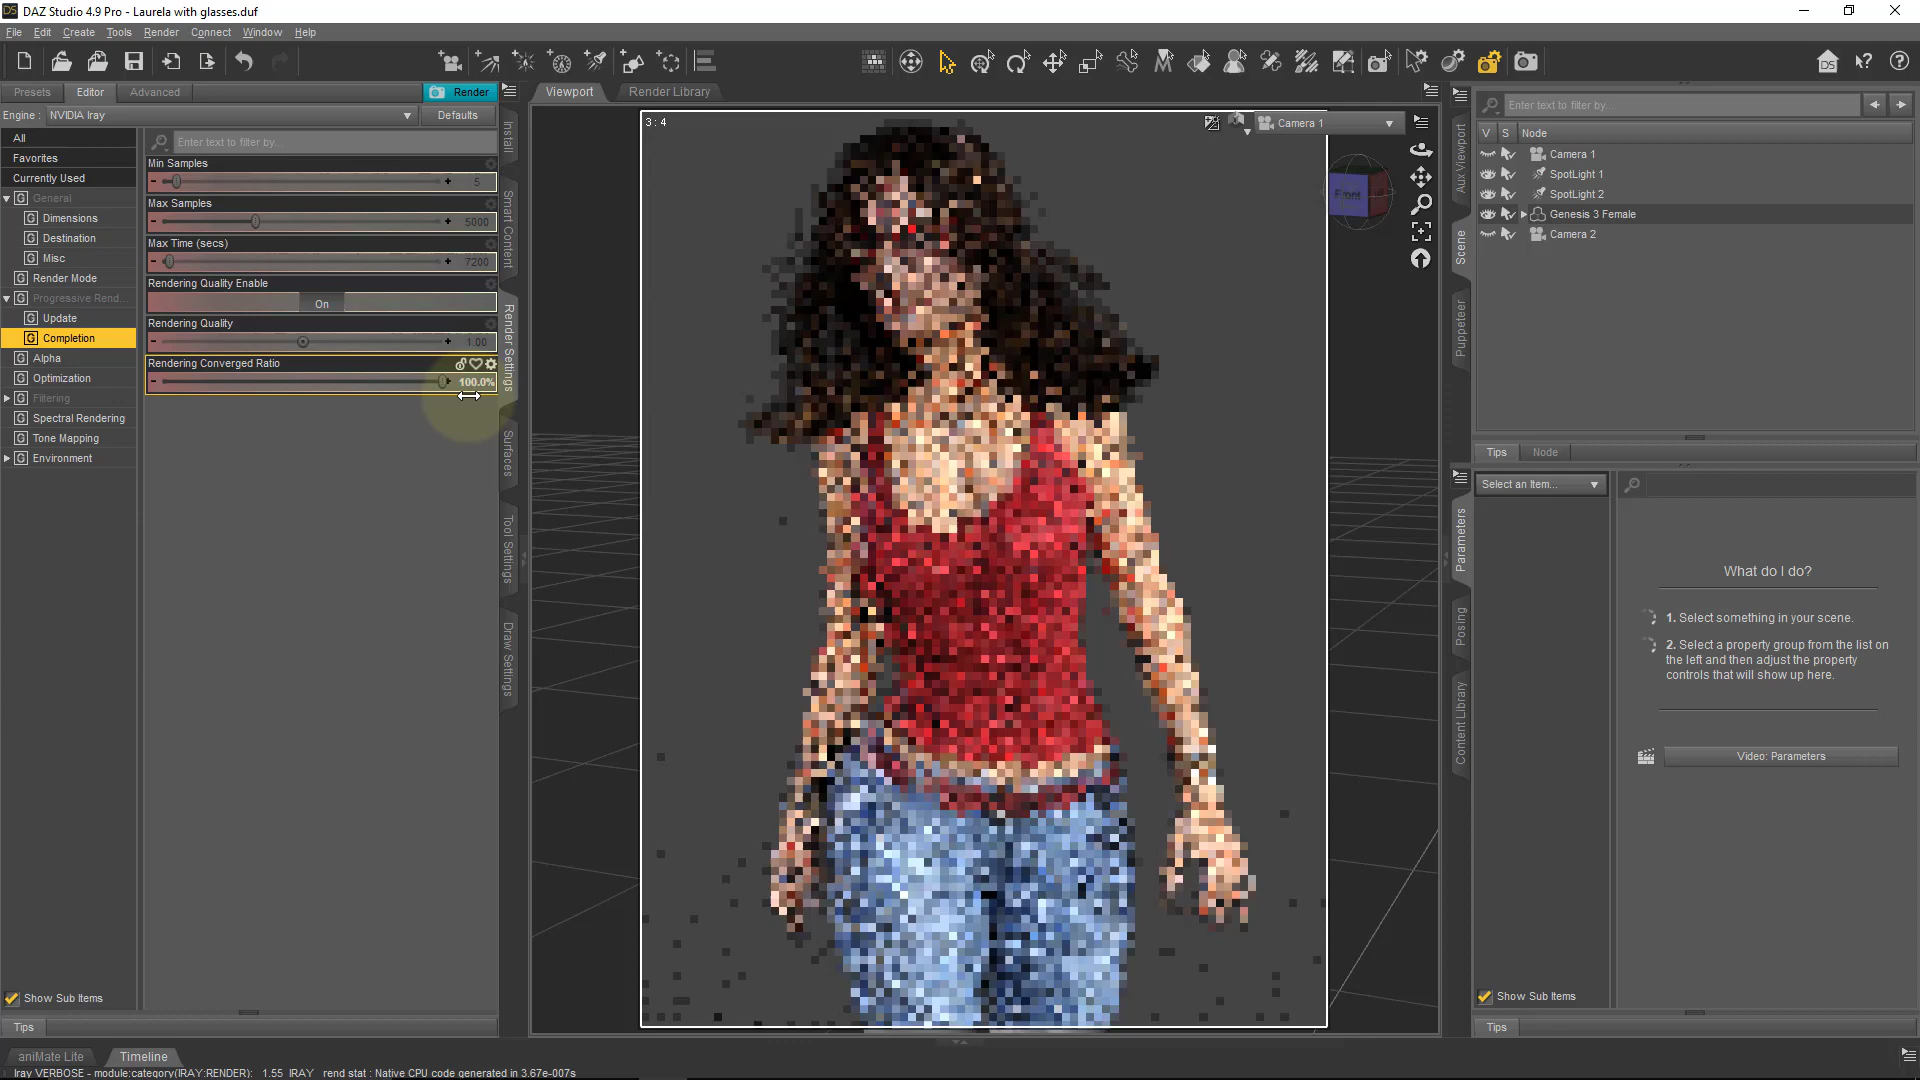 DAZ Studio 4.9 Pro - Laurela with glasses.duf
File Edit Create Tools Render Connect Window Help
Presets Editor Advanced Render
Engine : NVIDIA Iray Defaults
All
Favorites
Currently Used
General
Dimensions
Destination
Misc
Render Mode
Progressive Rend...
Update
Completion
Alpha
Optimization
Filtering
Spectral Rendering
Tone Mapping
Environment
Show Sub Items
Tips
Enter text to filter by...
Min Samples
5
Max Samples
5000
Max Time (secs)
7200
Rendering Quality Enable
On
Rendering Quality
1.00
Rendering Converged Ratio
100.0%
Install
Smart Content
Render Settings
Surfaces
Tool Settings
Draw Settings
Viewport Render Library
3 : 4
Camera 1
Front
Aux Viewport
Scene
Puppeteer
Enter text to filter by...
V S Node
Camera 1
SpotLight 1
SpotLight 2
Genesis 3 Female
Camera 2
Tips Node
Parameters
Posing
Content Library
Select an Item...
What do I do?
1. Select something in your scene.
2. Select a property group from the list on
the left and then adjust the property
controls that will show up here.
Video: Parameters
Show Sub Items
Tips
aniMate Lite Timeline
Iray VERBOSE - module:category(IRAY:RENDER): 1.55 IRAY rend stat : Native CPU code generated in 3.67e-007s